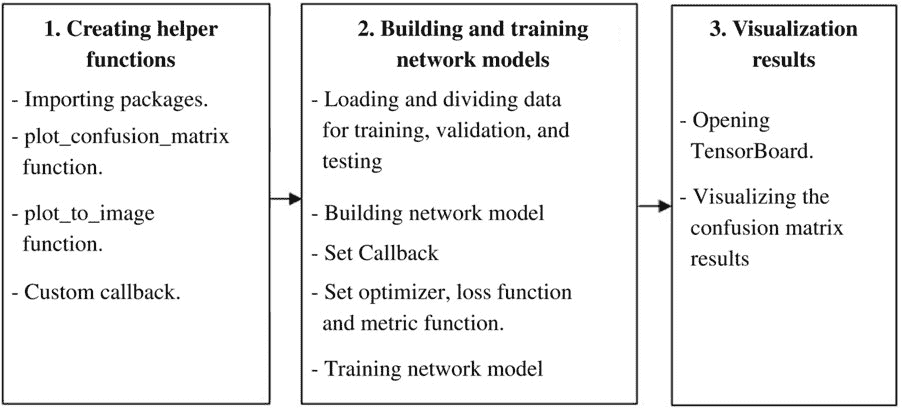 1. Creating helper
functions
- Importing packages.
- plot_confusion_matrix
function.
- plot_to_image
function.
- Custom callback.
2. Building and training
network models
- Loading and dividing data
for training, validation, and
testing
- Building network model
- Set Callback
- Set optimizer, loss function
and metric function.
- Training network model
3. Visualization
results
- Opening
TensorBoard.
- Visualizing the
confusion matrix
results